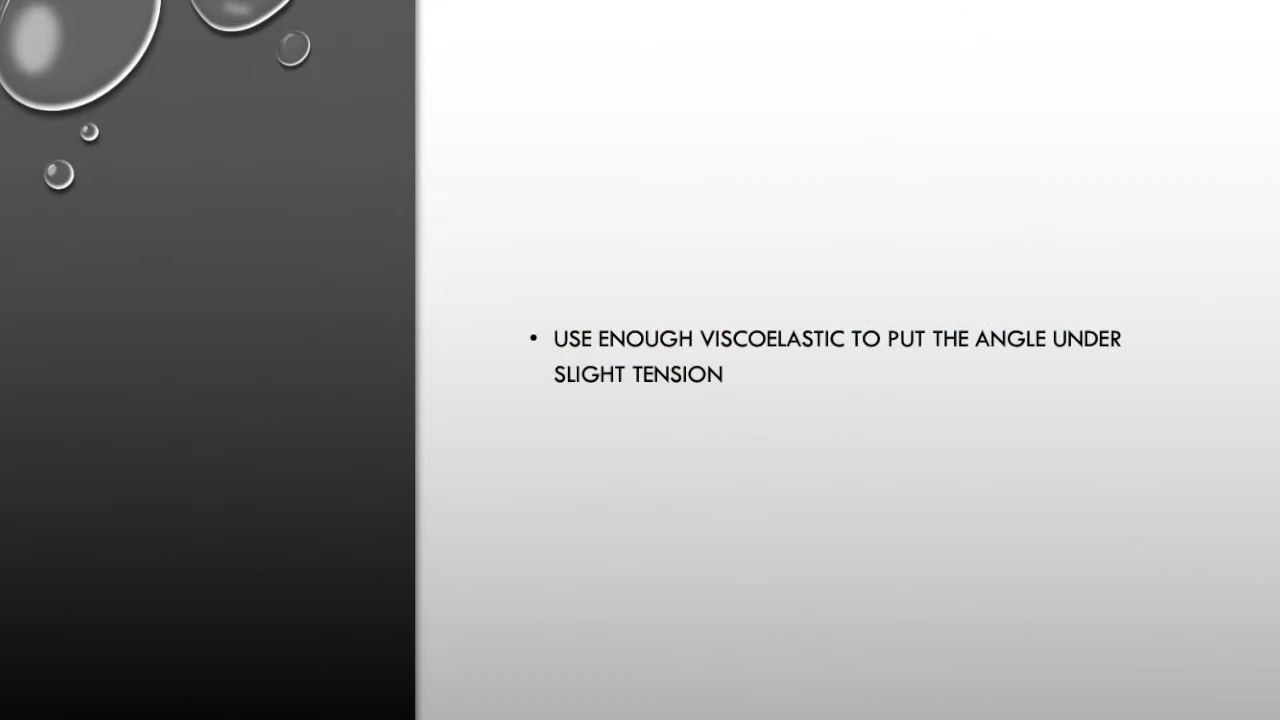 • USE ENOUGH VISCOELASTIC TO PUT THE ANGLE UNDER
SLIGHT TENSION